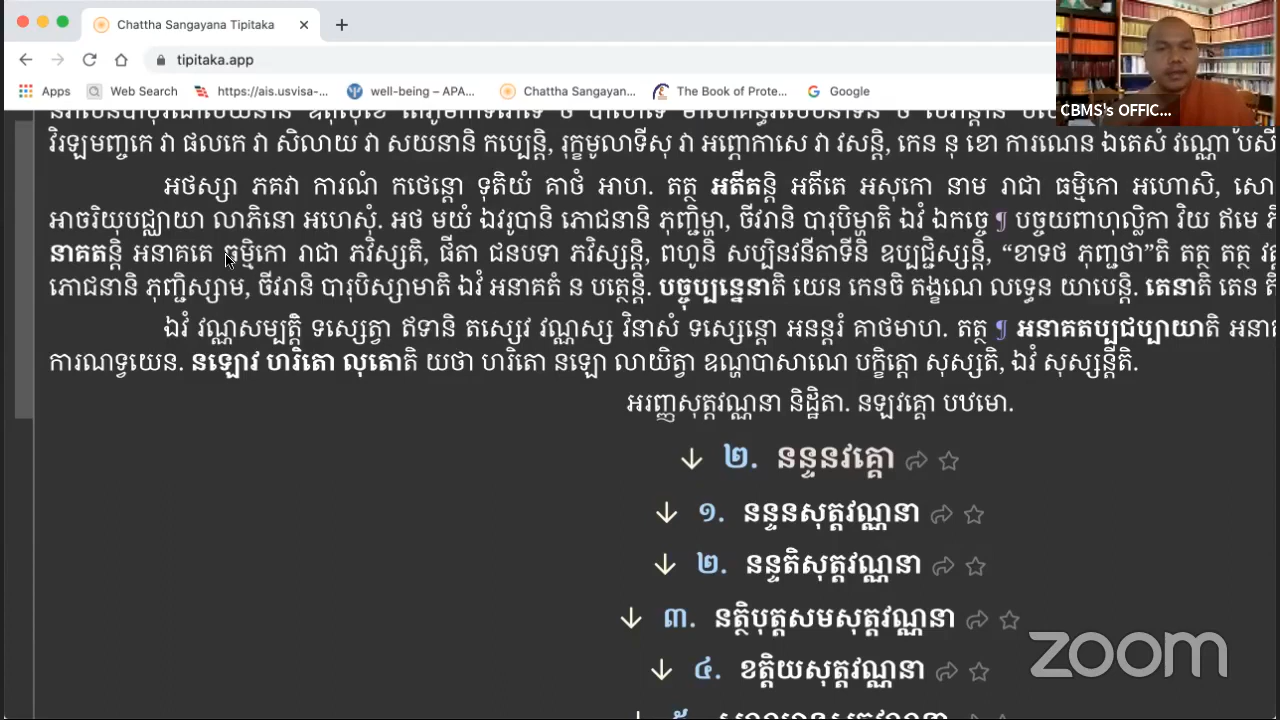 Chattha Sangayana Tipitaka
tipitaka.app
Apps Web Search https://ais.usvisa-... well-being – APA... Chattha Sangayan... The Book of Prote... Google
CBMS's OFFIC...
វិរឡមញ្ចកេ វា ផលកេ វា សិលាយ វា សយនានិ កប្បេន្តិ, រុក្ខមូលាទីសុ វា អព្ភោកាសេ វា វសន្តិ, កេន នុ ខោ ការណេន ឯតេសំ វណ្ណោ
អថស្សា ភគវា ការណំ កថេន្តោ ទុតិយំ គាថំ អាហ. តត្ថ អតីតន្តិ អតីតេ អសុកោ នាម រាជា ធម្មិកោ អហោសិ, សោ
អាចរិយុបជ្ឈាយា លាភិនោ អហេសុំ. អថ មយំ ឯវរូបានិ ភោជនានិ ភុញ្ជិម្ហា, ចីវរានិ បារុបិម្ហាតិ ឯវំ ឯកច្ចេ ¶ បច្ចយពាហុល្លិកា វិយ ឥមេ
នាគតន្តិ អនាគតេ ធម្មិកោ រាជា ភវិស្សតិ, ផីតា ជនបទា ភវិស្សន្តិ, ពហូនិ សប្បិនវនីតាទីនិ ឧប្បជ្ជិស្សន្តិ, “ខាទថ ភុញ្ជថា”តិ តត្ថ តត្ថ
ភោជនានិ ភុញ្ជិស្សាម, ចីវរានិ បារុបិស្សាមាតិ ឯវំ អនាគតំ ន បត្ថេន្តិ. បច្ចុប្បន្នេនាតិ យេន កេនចិ តង្ខណេ លទ្ធេន យាបេន្តិ. តេនាតិ តេន
ឯវំ វណ្ណសម្បត្តិំ ទស្សេត្វា ឥទានិ តស្សេវ វណ្ណស្ស វិនាសំ ទស្សេន្តោ អនន្តរំ គាថមាហ. តត្ថ ¶ អនាគតប្បជប្បាយាតិ
ការណទ្វយេន. នឡោវ ហរិតោ លុតោតិ យថា ហរិតោ នឡោ លាយិត្វា ឧណ្ហបាសាណេ បក្ខិត្តោ សុស្សតិ, ឯវំ សុស្សន្តីតិ.
អរញ្ញសុត្តវណ្ណនា និដ្ឋិតា. នឡវគ្គោ បឋមោ.
២. នន្ទនវគ្គោ
១. នន្ទនសុត្តវណ្ណនា
២. នន្ទតិសុត្តវណ្ណនា
៣. នត្ថិបុត្តសមសុត្តវណ្ណនា
៤. ខត្តិយសុត្តវណ្ណនា
zoom